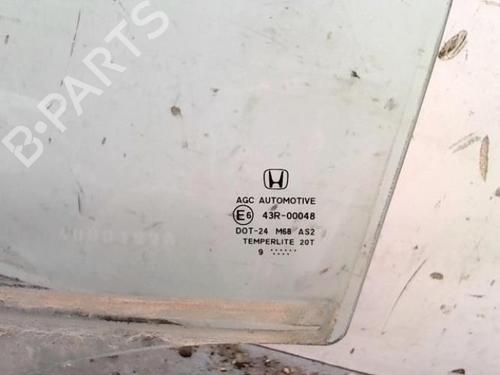 B-PARTS
AGC AUTOMOTIVE
E6 43R-00048
DOT-24 M68 AS2
TEMPERLITE 20T
9 ......